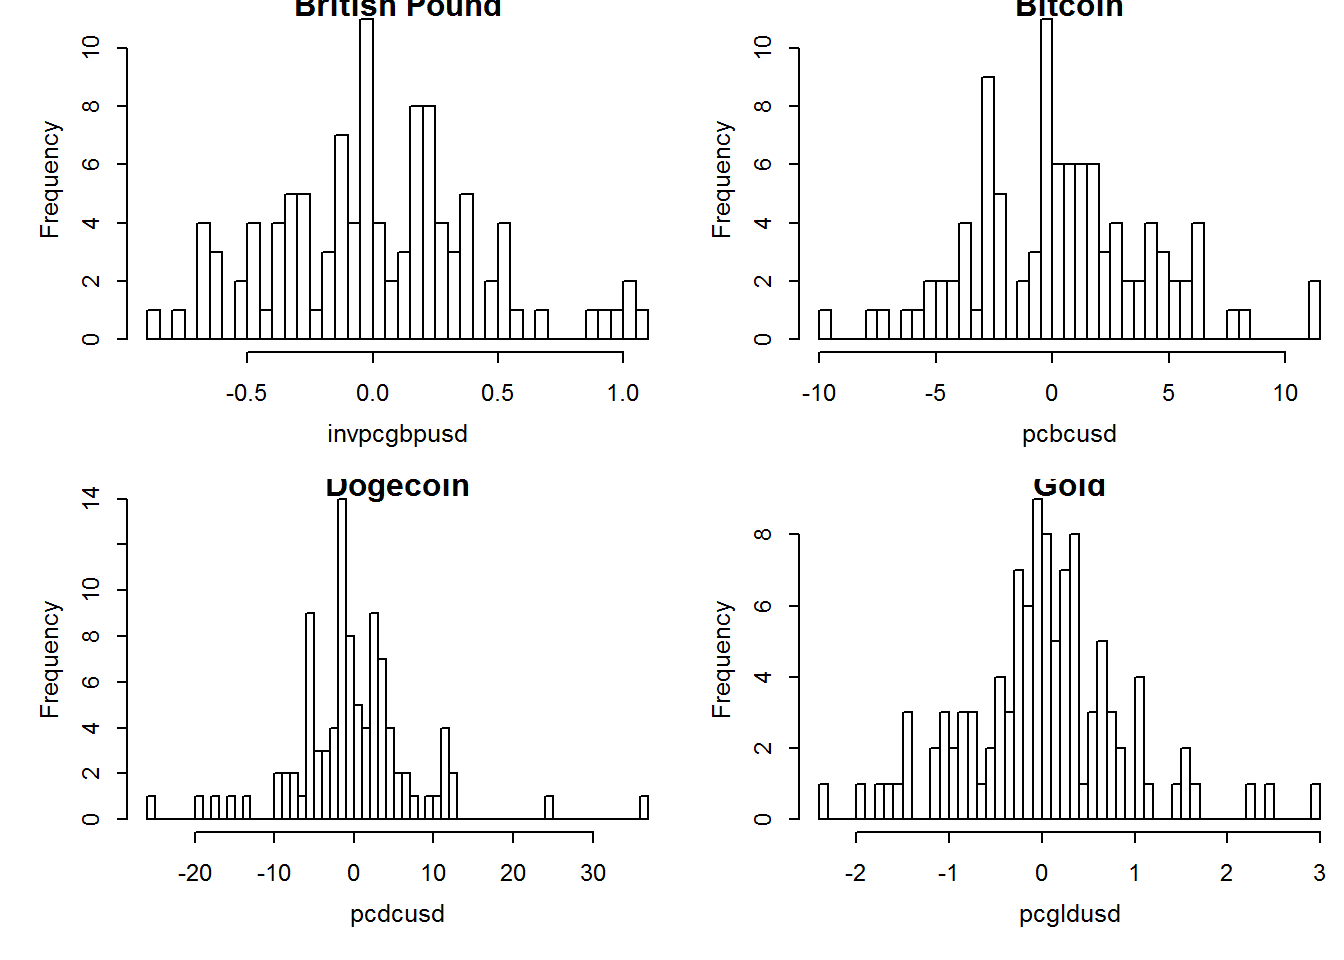 British Pound
Frequency
0 2 4 6 8 10
-0.5 0.0 0.5 1.0
invpcgbpusd
Bitcoin
Frequency
0 2 4 6 8 10
-10 -5 0 5 10
pcbcusd
Dogecoin
Frequency
0 2 4 6 8 10 14
-20 -10 0 10 20 30
pcdcusd
Gold
Frequency
0 2 4 6 8
-2 -1 0 1 2 3
pcgldusd